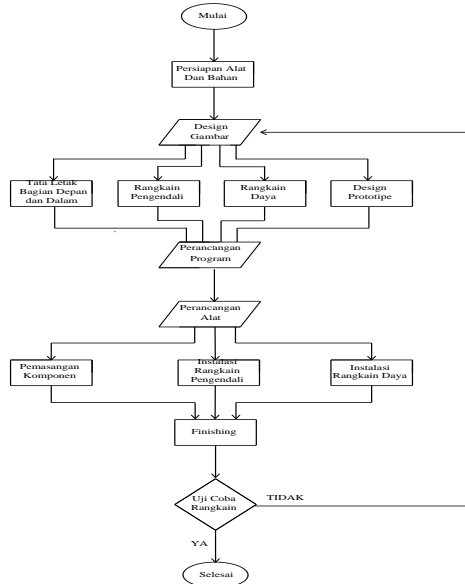 Mulai
Persiapan Alat
Dan Bahan
Design
Gambar
Tata Letak
Bagian Depan
dan Dalam
Rangkain
Pengendali
Rangkain
Daya
Design
Prototipe
Perancangan
Program
Perancangan
Alat
Pemasangan
Komponen
Instalasi
Rangkain
Pengendali
Instalasi
Rangkain Daya
Finishing
Uji Coba
Rangkain
TIDAK
YA
Selesai